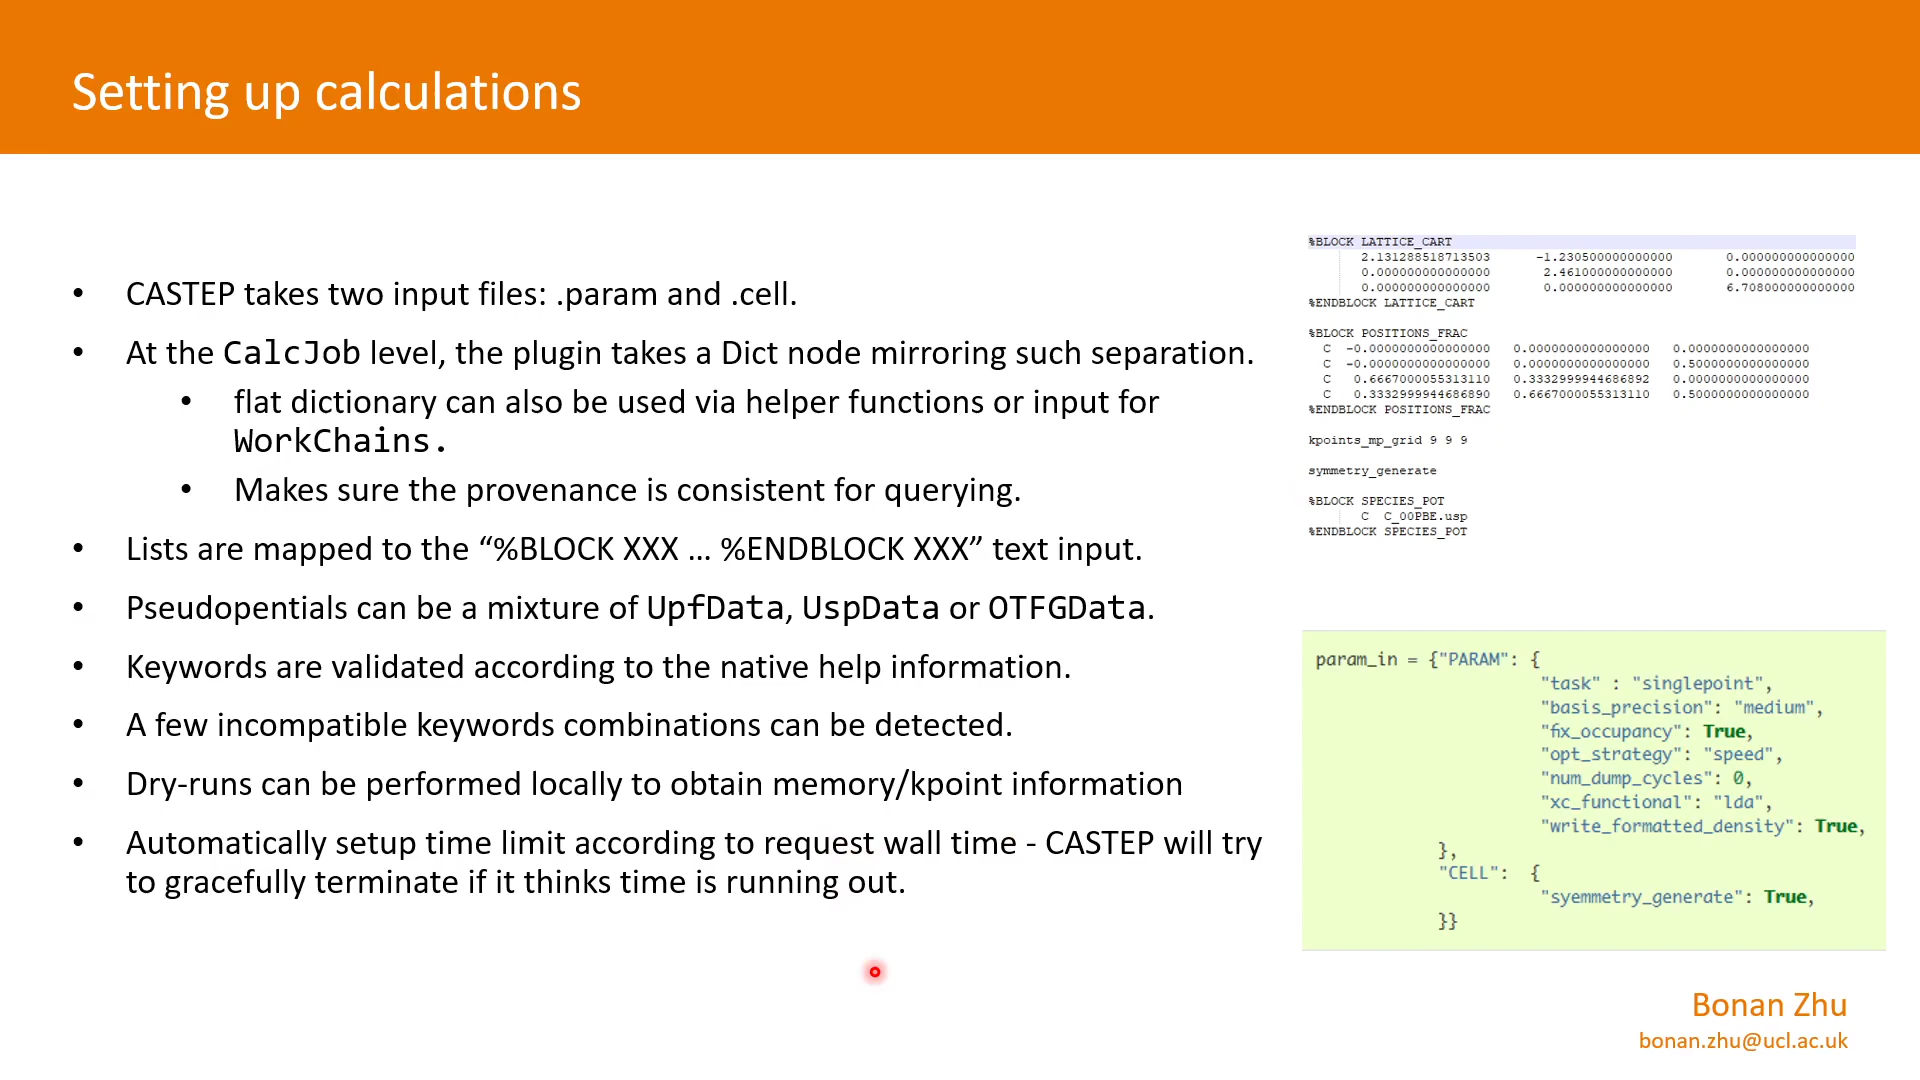 Setting up calculations
• CASTEP takes two input files: .param and .cell.
• At the CalcJob level, the plugin takes a Dict node mirroring such separation.
• flat dictionary can also be used via helper functions or input for
WorkChains.
• Makes sure the provenance is consistent for querying.
• Lists are mapped to the “%BLOCK XXX … %ENDBLOCK XXX” text input.
• Pseudopentials can be a mixture of UpfData, UspData or OTFGData.
• Keywords are validated according to the native help information.
• A few incompatible keywords combinations can be detected.
• Dry-runs can be performed locally to obtain memory/kpoint information
• Automatically setup time limit according to request wall time - CASTEP will try
to gracefully terminate if it thinks time is running out.
%BLOCK LATTICE_CART
2.131288518713503 -1.230500000000000 0.000000000000000
0.000000000000000 2.461000000000000 0.000000000000000
0.000000000000000 0.000000000000000 6.708000000000000
%ENDBLOCK LATTICE_CART
%BLOCK POSITIONS_FRAC
C -0.0000000000000000 0.0000000000000000 0.0000000000000000
C -0.0000000000000000 0.0000000000000000 0.5000000000000000
C 0.6667000055313110 0.3332999944686892 0.0000000000000000
C 0.3332999944686890 0.6667000055313110 0.5000000000000000
%ENDBLOCK POSITIONS_FRAC
kpoints_mp_grid 9 9 9
symmetry_generate
%BLOCK SPECIES_POT
C C_00PBE.usp
%ENDBLOCK SPECIES_POT
param_in = {"PARAM": {
"task" : "singlepoint",
"basis_precision": "medium",
"fix_occupancy": True,
"opt_strategy": "speed",
"num_dump_cycles": 0,
"xc_functional": "lda",
"write_formatted_density": True,
},
"CELL": {
"syemmetry_generate": True,
}}
Bonan Zhu
bonan.zhu@ucl.ac.uk